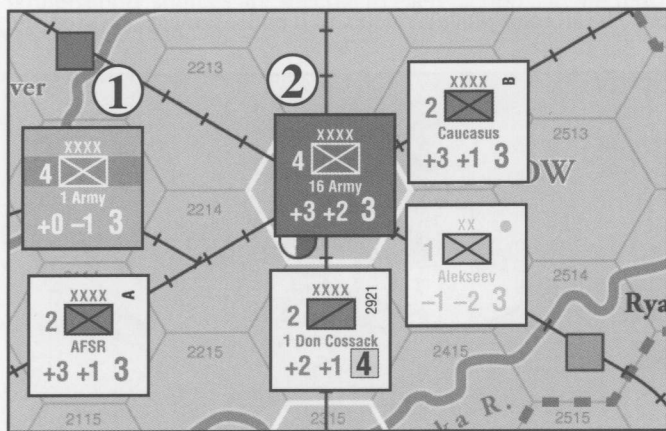 2213
ver
1
2
XXXX
4
1 Army
+0 –1 3
XXXX
4
16 Army
+3 +2 3
XXXX
B
2
Caucasus
+3 +1 3
2513
OW
2214
XXXX
A
2
AFSR
+3 +1 3
XXXX
2921
2
1 Don Cossack
+2 +1 4
XX
1
Alekseev
–1 –2 3
2514
Rya
2215
2415
2115
2315
ka R.
2515